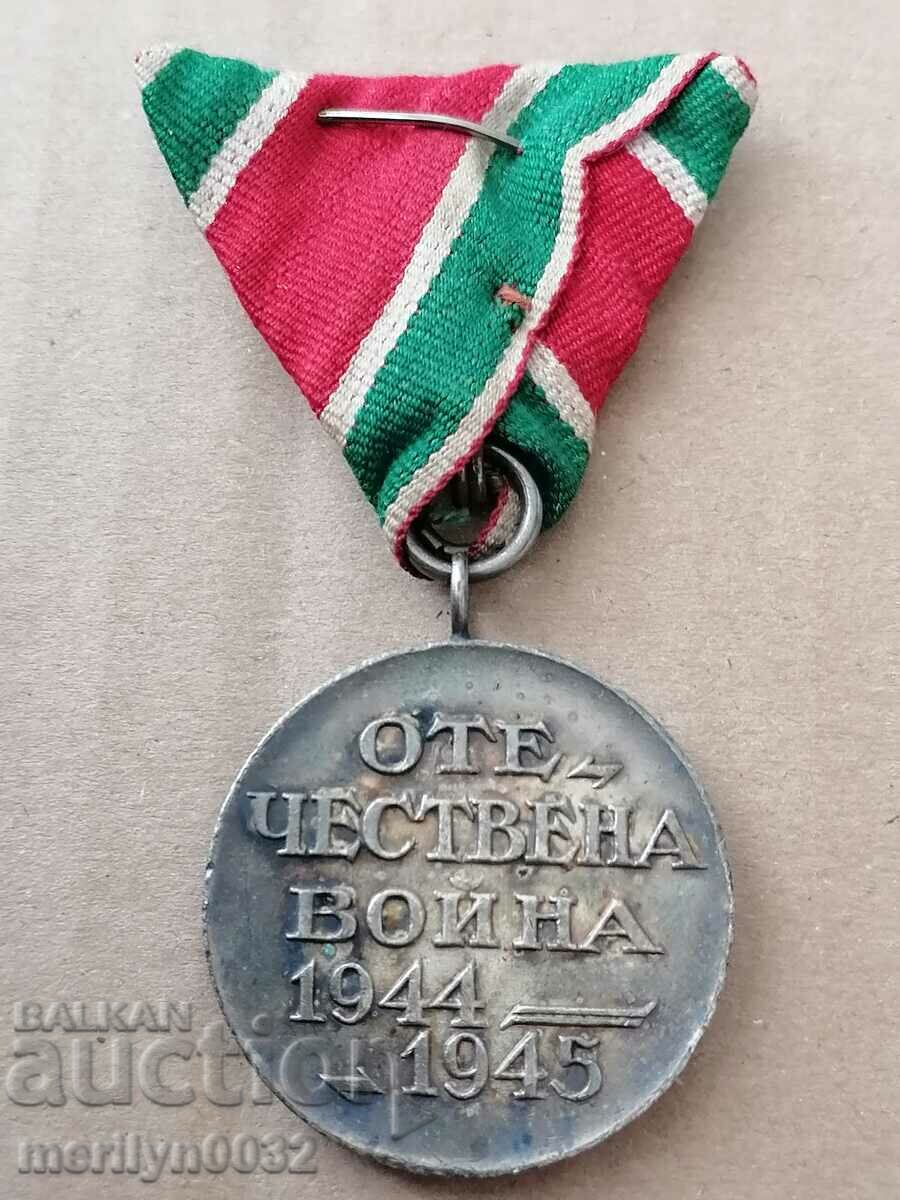 ОТЕ-
ЧЕСТВЕНА
ВОЙНА
1944
1945
BALKAN
auction
merilyn0032